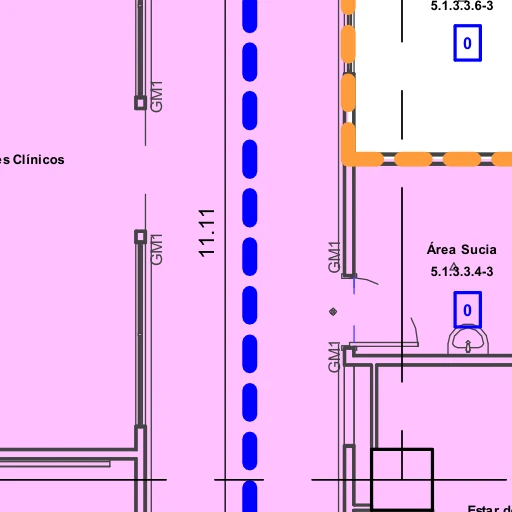 5.1.3.3.6-3
0
GM1
es Clínicos
11.11
GM1
GM1
Área Sucia
5.1.3.3.4-3
0
GM1
Estar d